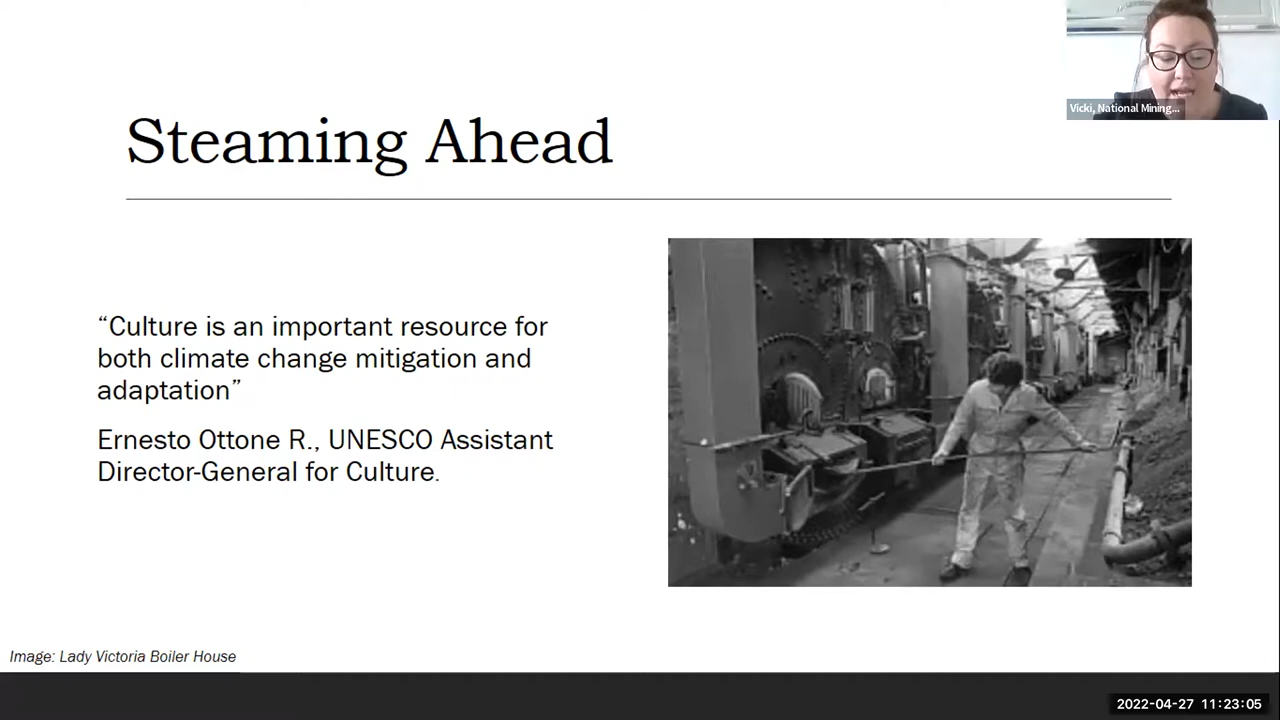 Vicki, National Mining...
Steaming Ahead
“Culture is an important resource for
both climate change mitigation and
adaptation”
Ernesto Ottone R., UNESCO Assistant
Director-General for Culture.
Image: Lady Victoria Boiler House
2022-04-27 11:23:05